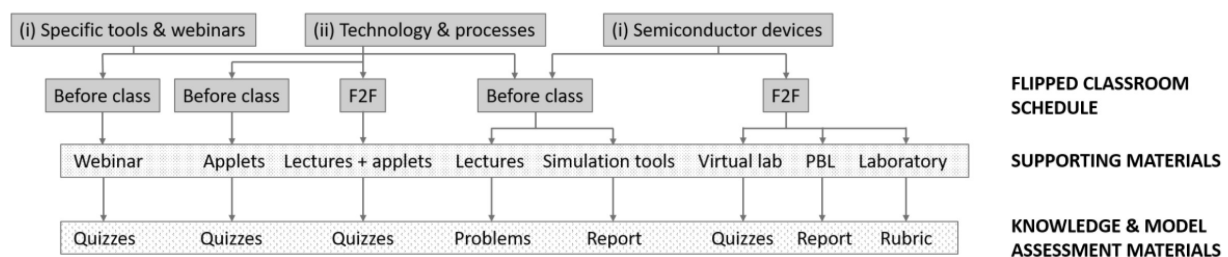 (i) Specific tools & webinars
(ii) Technology & processes
(i) Semiconductor devices
Before class
Before class
F2F
Before class
F2F
FLIPPED CLASSROOM
SCHEDULE
Webinar
Applets
Lectures + applets
Lectures
Simulation tools
Virtual lab
PBL
Laboratory
SUPPORTING MATERIALS
Quizzes
Quizzes
Quizzes
Problems
Report
Quizzes
Report
Rubric
KNOWLEDGE & MODEL
ASSESSMENT MATERIALS